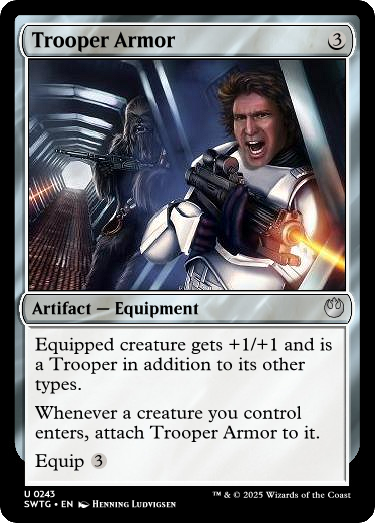 Trooper Armor 3
Artifact — Equipment
Equipped creature gets +1/+1 and is
a Trooper in addition to its other
types.
Whenever a creature you control
enters, attach Trooper Armor to it.
Equip 3
U 0243
SWTG • EN HENNING LUDVIGSEN ™ & © 2025 Wizards of the Coast